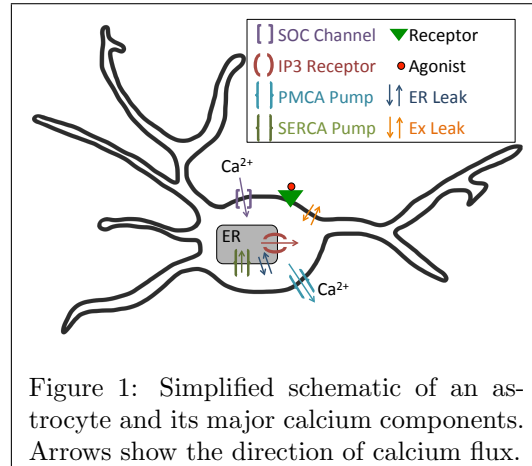 SOC Channel
Receptor
IP3 Receptor
Agonist
PMCA Pump
ER Leak
SERCA Pump
Ex Leak
Ca²⁺
ER
Ca²⁺
Figure 1: Simplified schematic of an as-
trocyte and its major calcium components.
Arrows show the direction of calcium flux.